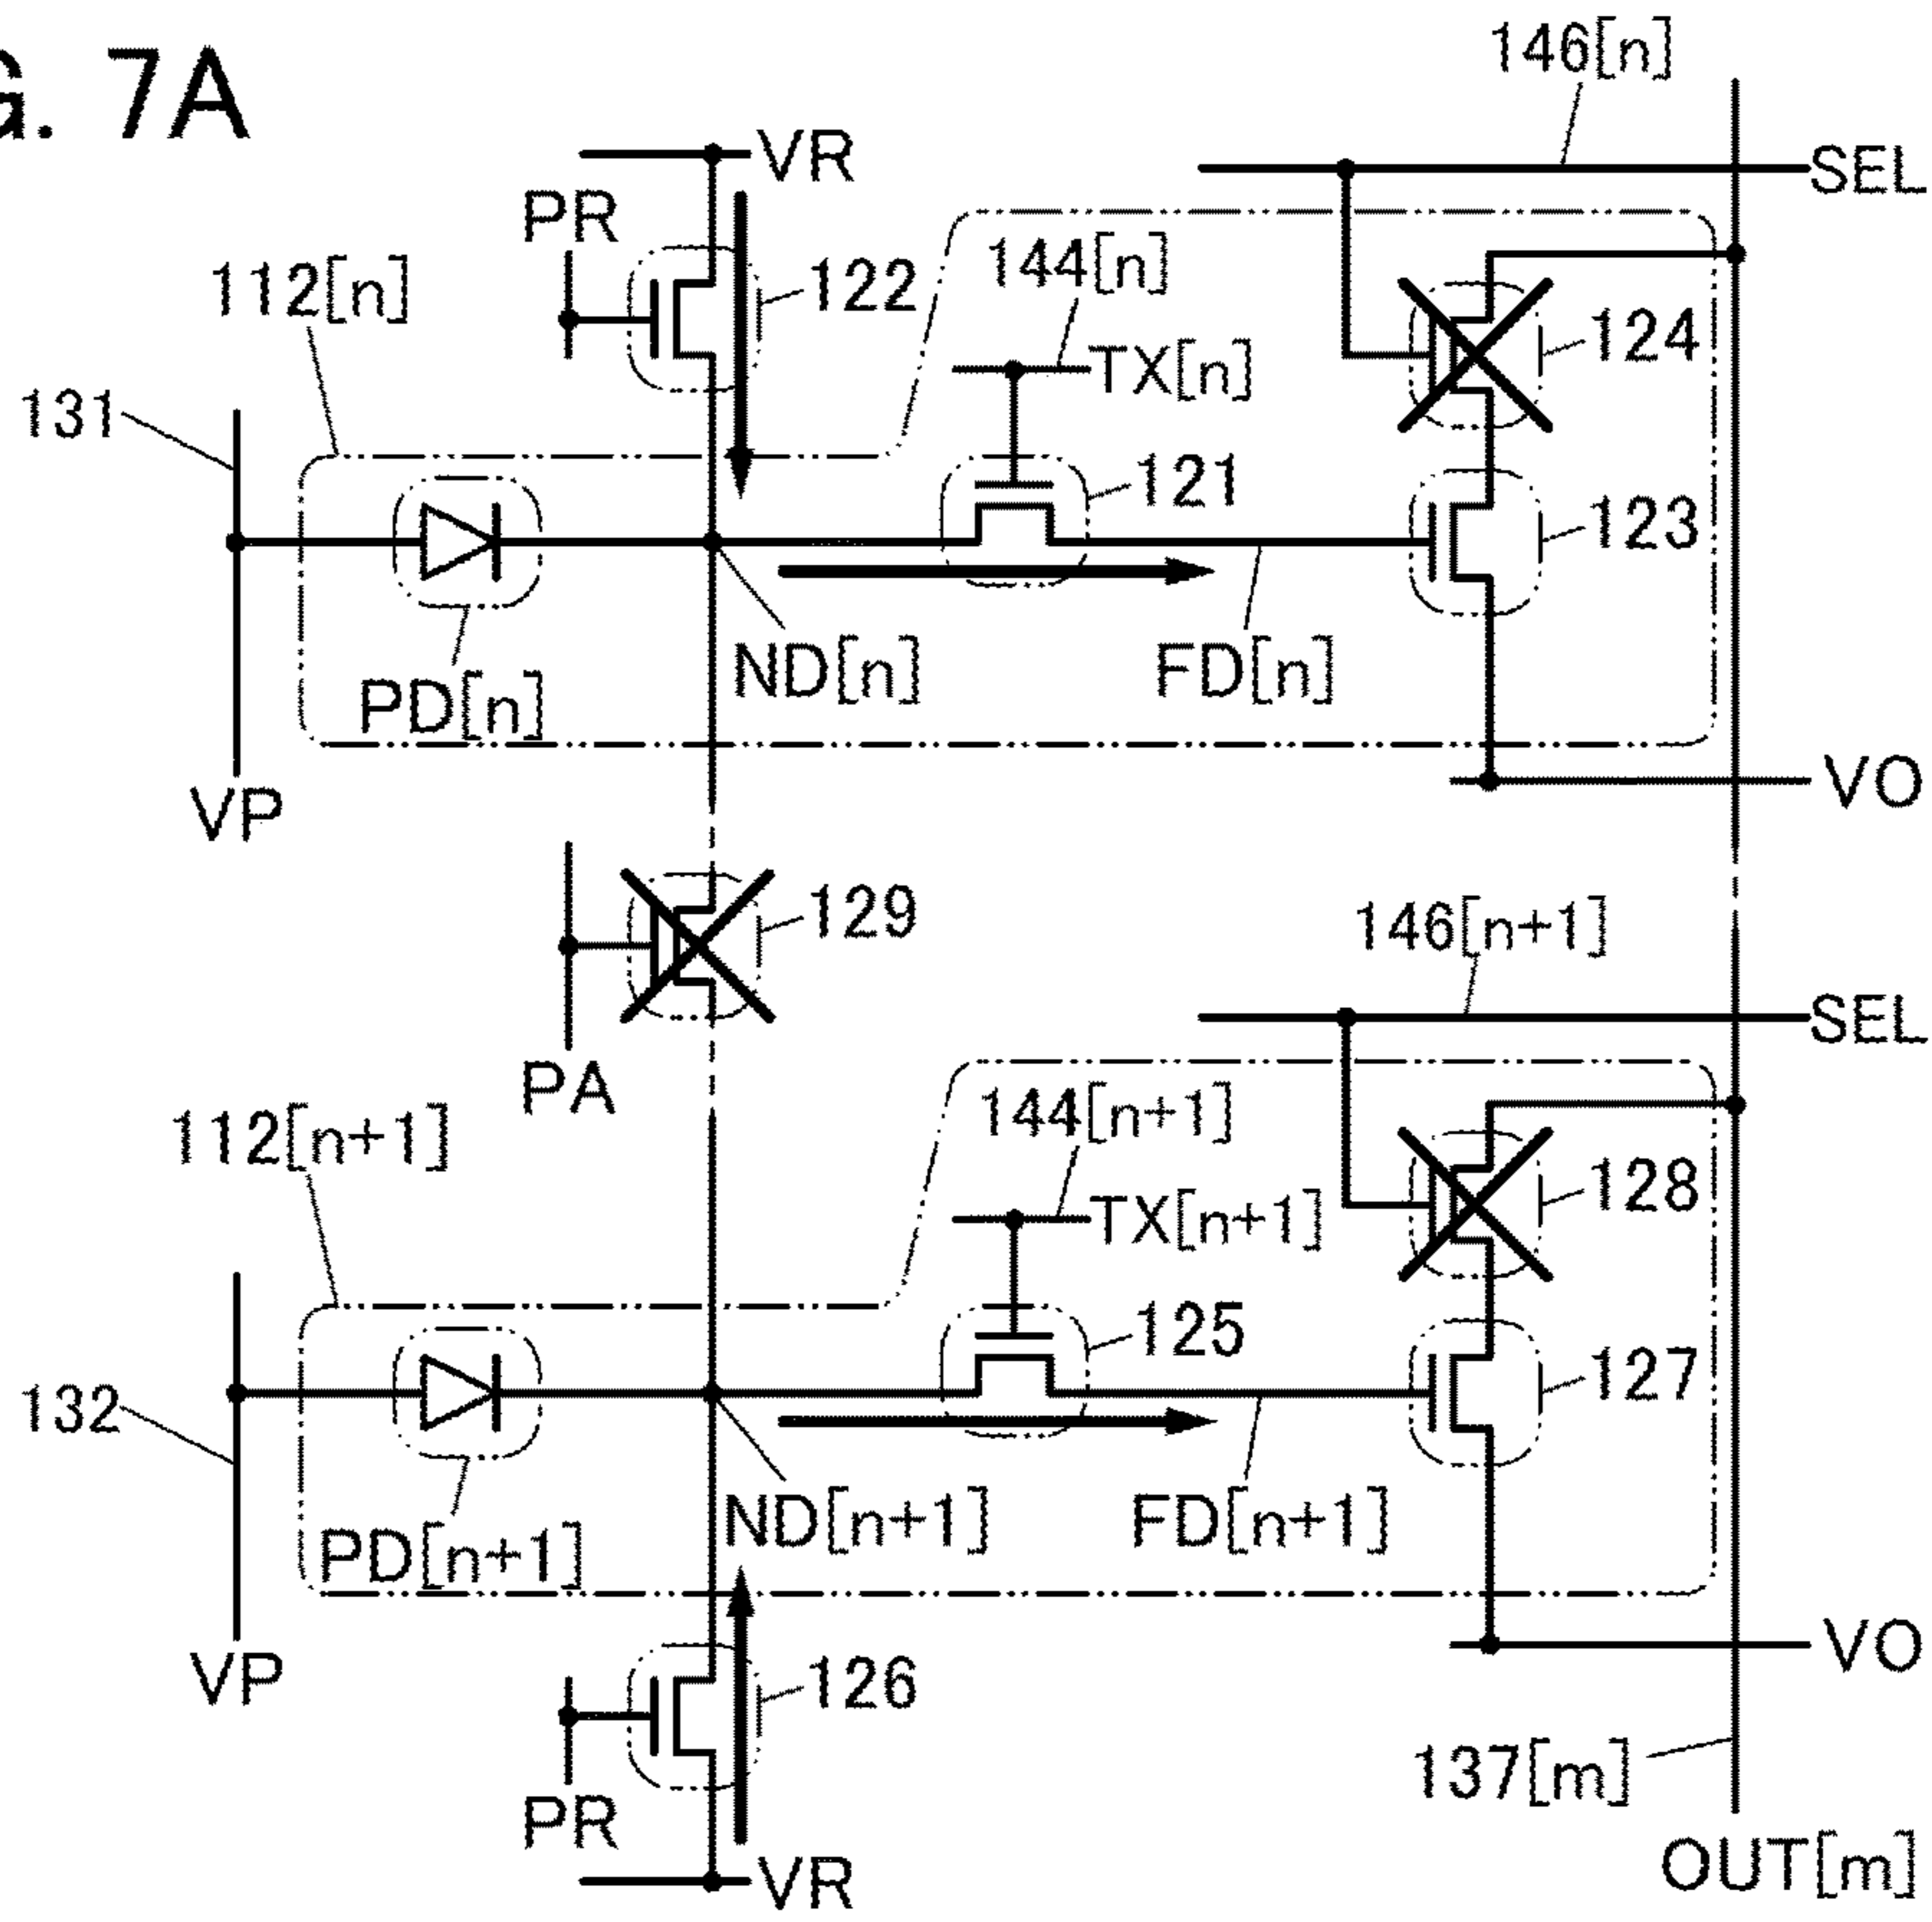 G. 7A
146[n]
VR
SEL
PR
122
144[n]
112[n]
124
TX[n]
131
121
123
ND[n]
FD[n]
PD[n]
VP
VO
129
146[n+1]
SEL
PA
144[n+1]
112[n+1]
128
TX[n+1]
125
127
132
ND[n+1]
FD[n+1]
PD[n+1]
VP
VO
126
137[m]
PR
VR
OUT[m]